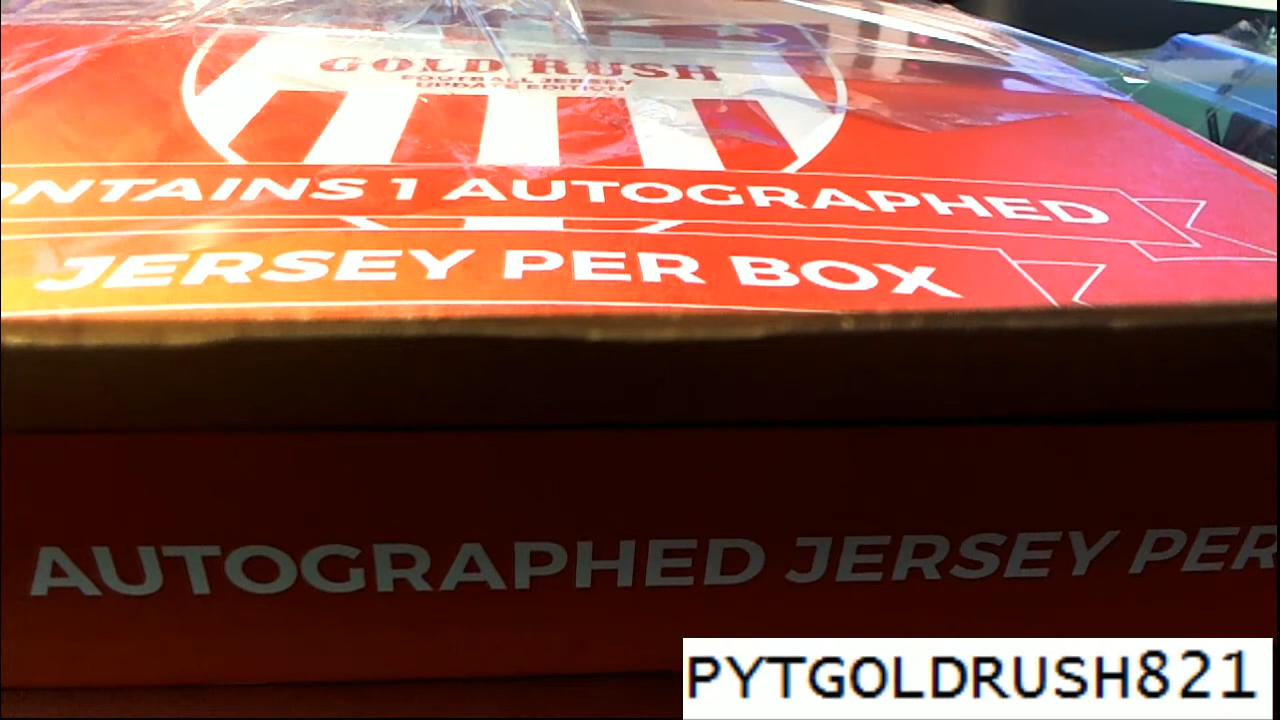 GOLD RUSH
FOOTBALL JERSEY
UPDATE EDITION
ONTAINS 1 AUTOGRAPHED
JERSEY PER BOX
AUTOGRAPHED JERSEY PER
PYTGOLDRUSH821